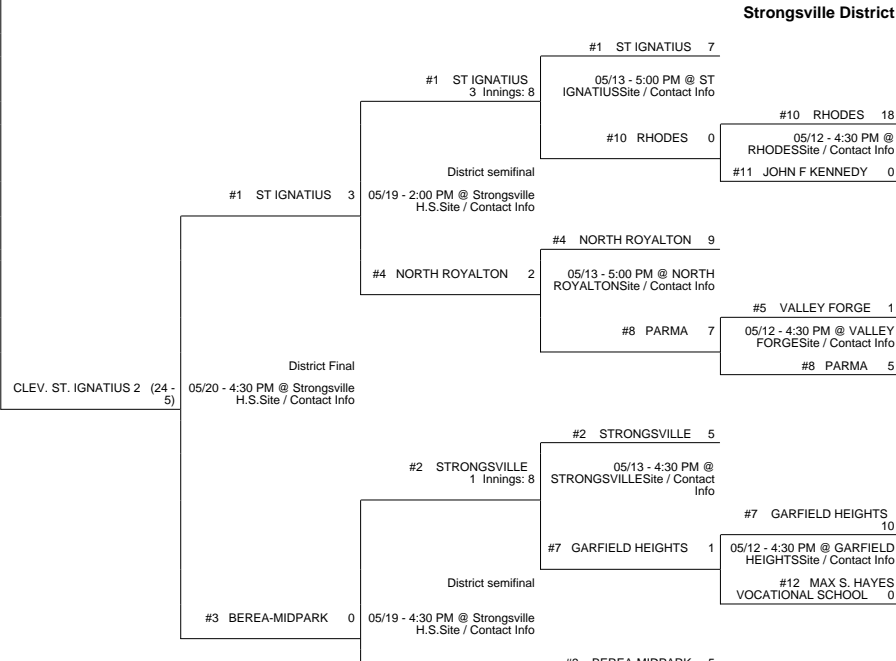 Strongsville District
#1 ST IGNATIUS 7
#1 ST IGNATIUS
3 Innings: 8
05/13 - 5:00 PM @ ST
IGNATIUSSite / Contact Info
#10 RHODES 18
#10 RHODES 0
05/12 - 4:30 PM @
RHODESSite / Contact Info
#11 JOHN F KENNEDY 0
District semifinal
#1 ST IGNATIUS 3
05/19 - 2:00 PM @ Strongsville
H.S.Site / Contact Info
#4 NORTH ROYALTON 9
#4 NORTH ROYALTON 2
05/13 - 5:00 PM @ NORTH
ROYALTONSite / Contact Info
#5 VALLEY FORGE 1
#8 PARMA 7
05/12 - 4:30 PM @ VALLEY
FORGESite / Contact Info
#8 PARMA 5
District Final
CLEV. ST. IGNATIUS 2 (24 -
5)
05/20 - 4:30 PM @ Strongsville
H.S.Site / Contact Info
#2 STRONGSVILLE 5
#2 STRONGSVILLE
1 Innings: 8
05/13 - 4:30 PM @
STRONGSVILLESite / Contact
Info
#7 GARFIELD HEIGHTS
10
#7 GARFIELD HEIGHTS 1
05/12 - 4:30 PM @ GARFIELD
HEIGHTSSite / Contact Info
#12 MAX S. HAYES
VOCATIONAL SCHOOL 0
District semifinal
#3 BEREA-MIDPARK 0
05/19 - 4:30 PM @ Strongsville
H.S.Site / Contact Info
BEREA-MIDPARK 5